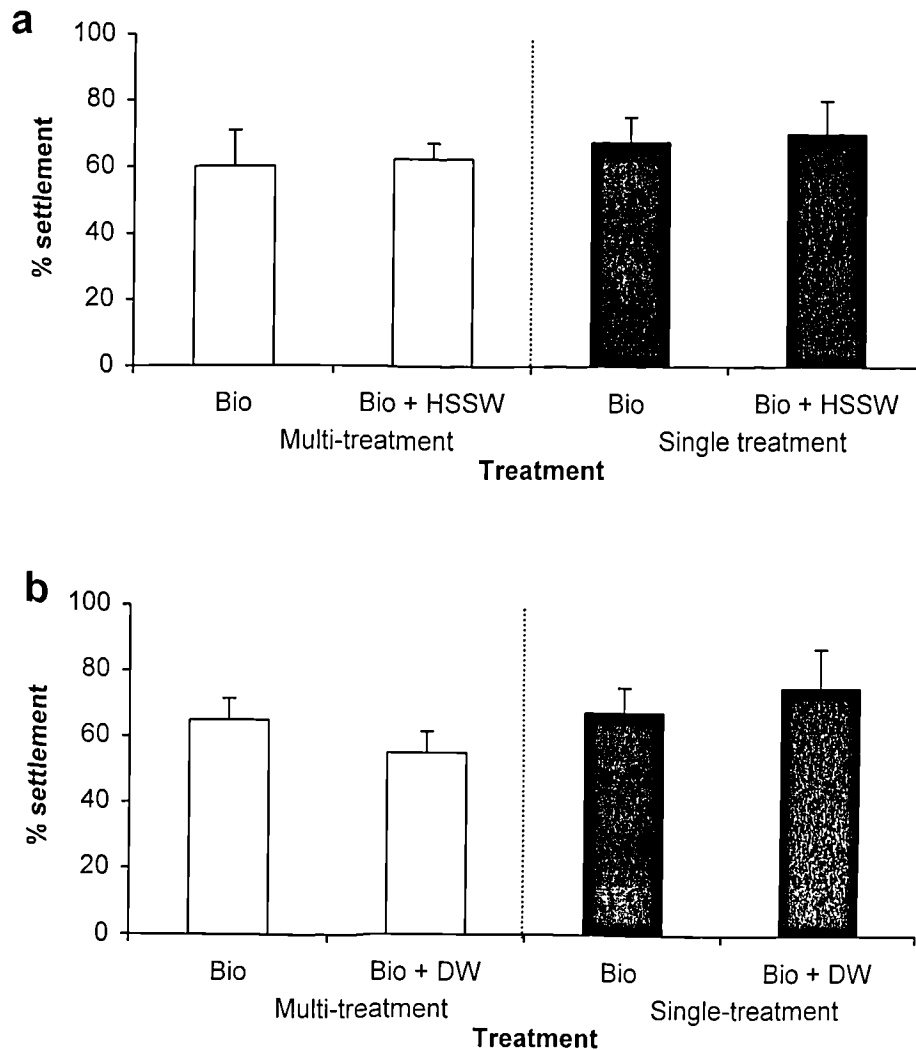 a
100
80
60
40
20
0
% settlement
Bio Bio + HSSW Bio Bio + HSSW
Multi-treatment Single treatment
Treatment
b
100
80
60
40
20
0
% settlement
Bio Bio + DW Bio Bio + DW
Multi-treatment Single-treatment
Treatment